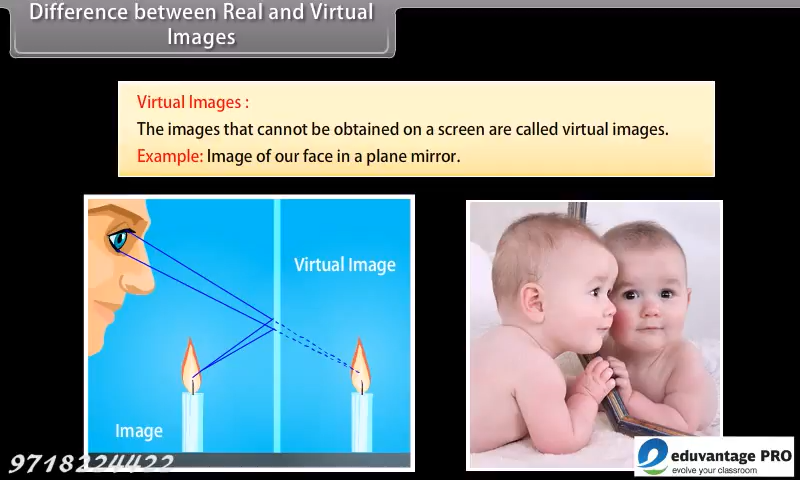 Difference between Real and Virtual
Images
Virtual Images :
The images that cannot be obtained on a screen are called virtual images.
Example: Image of our face in a plane mirror.
Virtual Image
Image
9718224422
eduvantage PRO
evolve your classroom